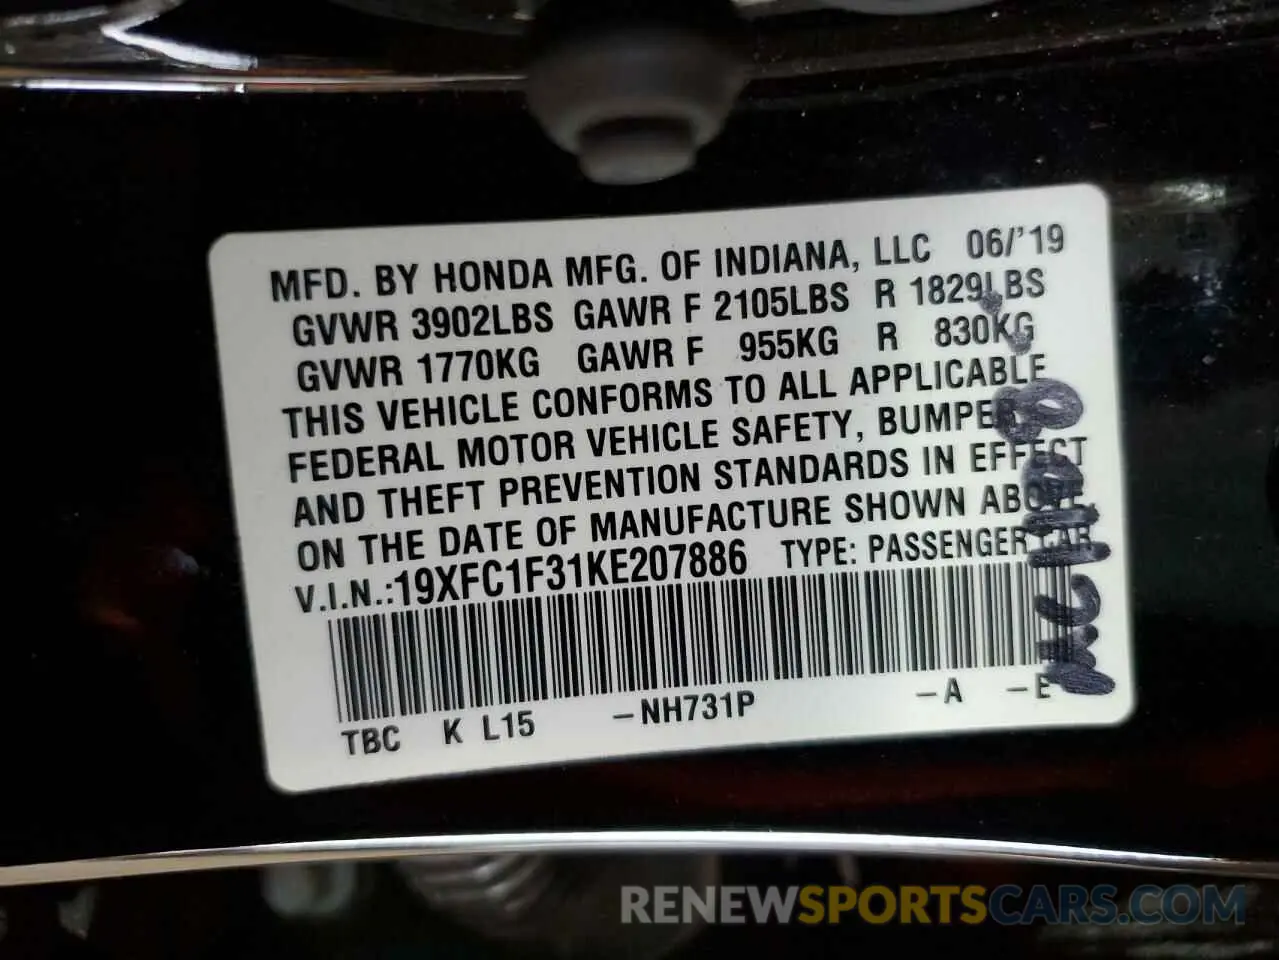 MFD. BY HONDA MFG. OF INDIANA, LLC 06/'19
GVWR 3902LBS GAWR F 2105LBS R 1829LBS
GVWR 1770KG GAWR F 955KG R 830KG
THIS VEHICLE CONFORMS TO ALL APPLICABLE
FEDERAL MOTOR VEHICLE SAFETY, BUMPER,
AND THEFT PREVENTION STANDARDS IN EFFECT
ON THE DATE OF MANUFACTURE SHOWN ABOVE.
V.I.N.:19XFC1F31KE207886 TYPE: PASSENGER CAR
TBC K L15 –NH731P –A –E
RENEWSPORTSCARS.COM